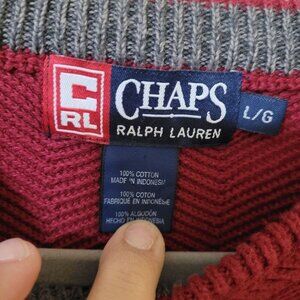 C
RL
CHAPS
RALPH LAUREN
L/G
100% COTTON
MADE IN INDONESIA
100% COTON
FABRIQUÉ EN INDONÉSIE
100% ALGODÓN
HECHO EN INDONESIA